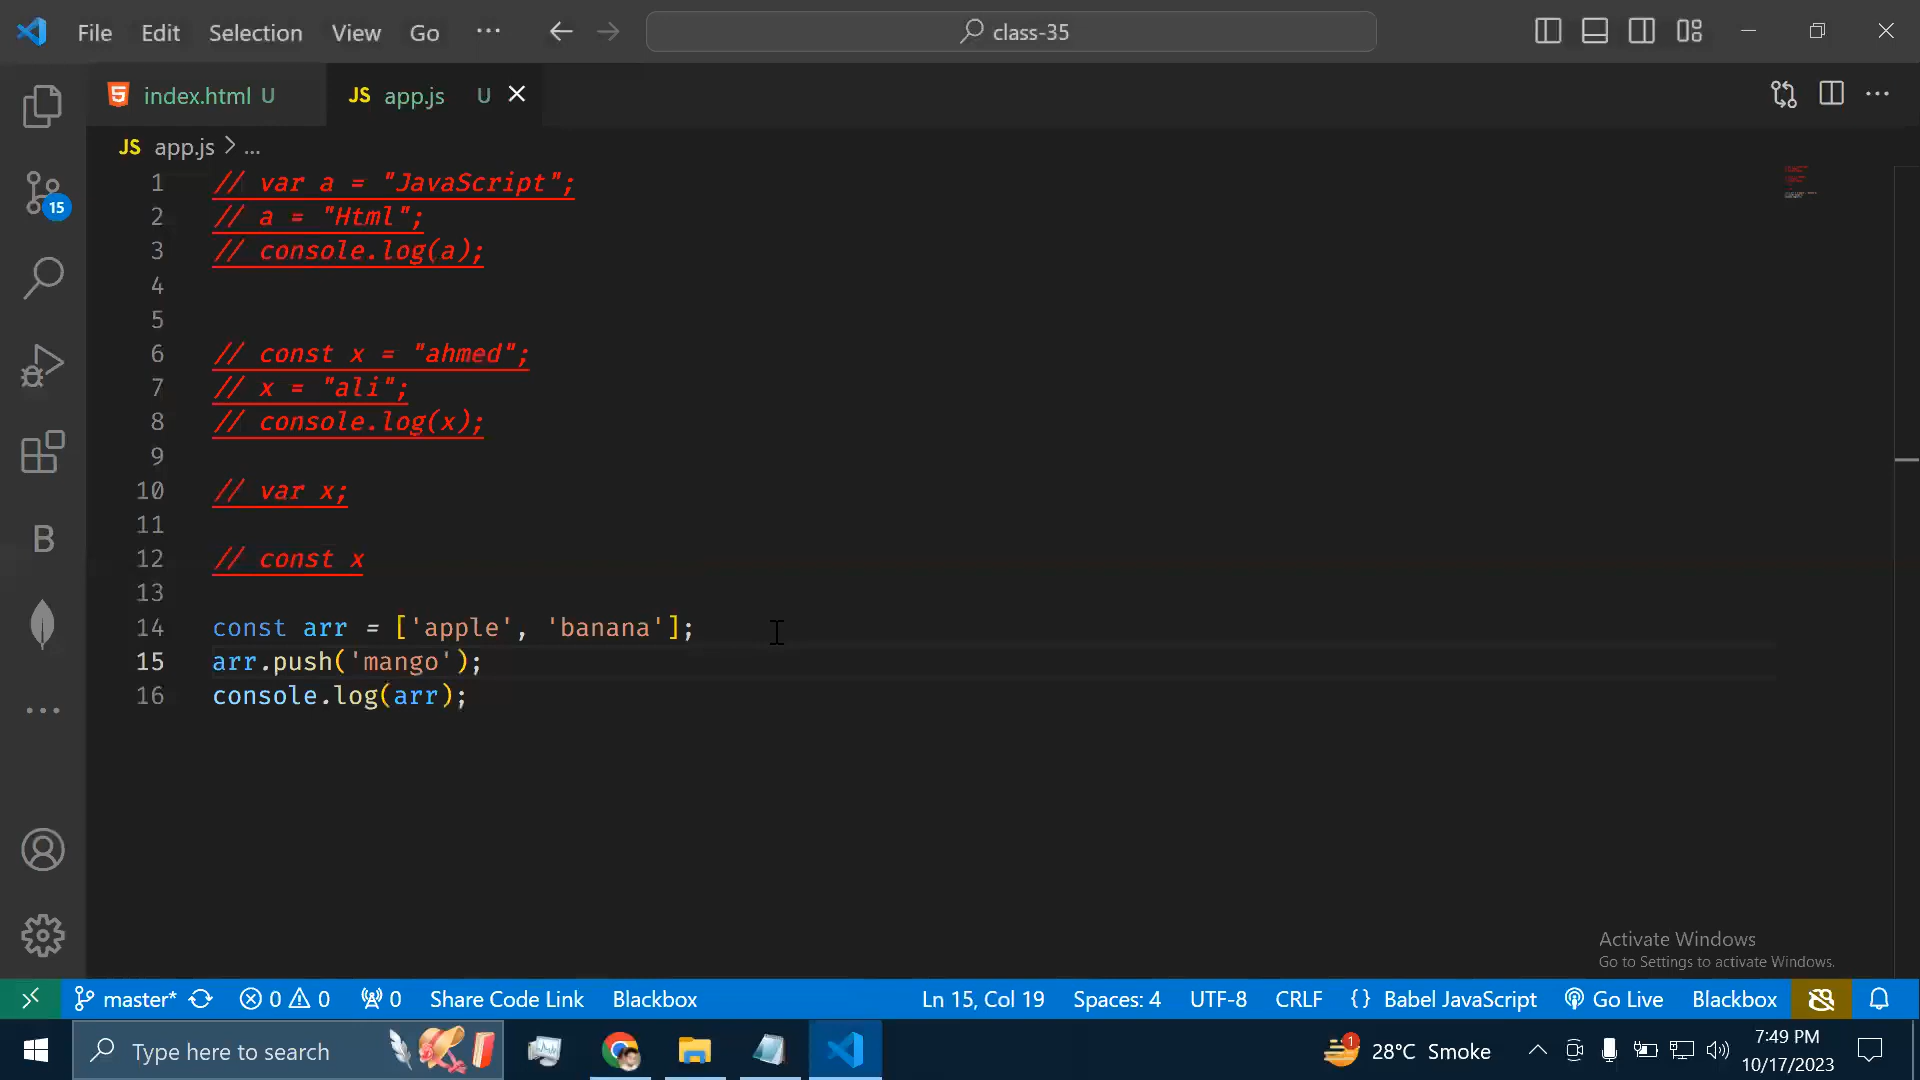 File Edit Selection View Go ··· class-35
index.html U JS app.js U
JS app.js > ...
1 // var a = "JavaScript";
2 // a = "Html";
3 // console.log(a);
4
5
6 // const x = "ahmed";
7 // x = "ali";
8 // console.log(x);
9
10 // var x;
11
12 // const x
13
14 const arr = ['apple', 'banana'];
15 arr.push('mango');
16 console.log(arr);
15
B
Activate Windows
Go to Settings to activate Windows.
master* 0 0 0 Share Code Link Blackbox Ln 15, Col 19 Spaces: 4 UTF-8 CRLF {} Babel JavaScript Go Live Blackbox
Type here to search 1 28°C Smoke 7:49 PM
10/17/2023